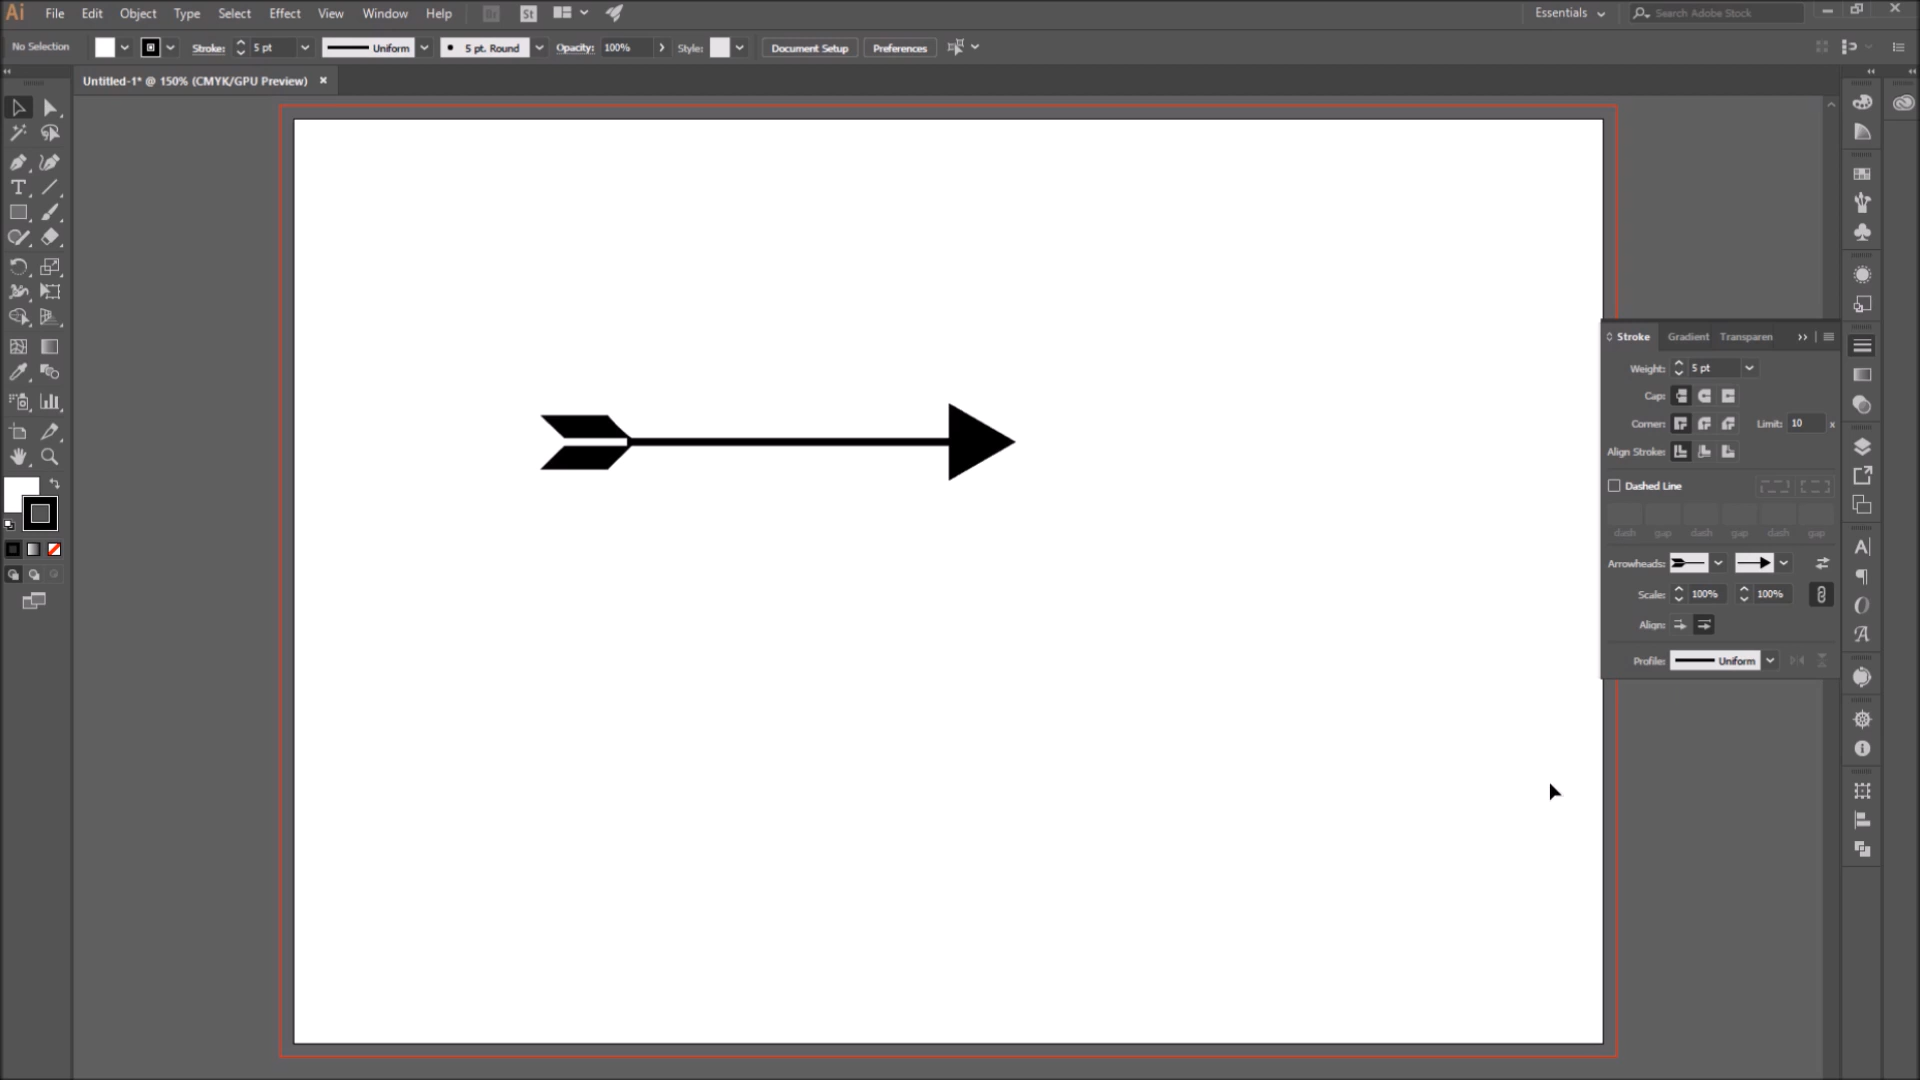 Ai File Edit Object Type Select Effect View Window Help Br St Essentials Search Adobe Stock
No Selection Stroke: 5 pt Uniform 5 pt. Round Opacity: 100% Style: Document Setup Preferences
Untitled-1* @ 150% (CMYK/GPU Preview)
Stroke Gradient Transparen
Weight: 5 pt
Cap:
Corner: Limit: 10 x
Align Stroke:
Dashed Line
dash gap dash gap dash gap
Arrowheads:
Scale: 100% 100%
Align:
Profile: Uniform